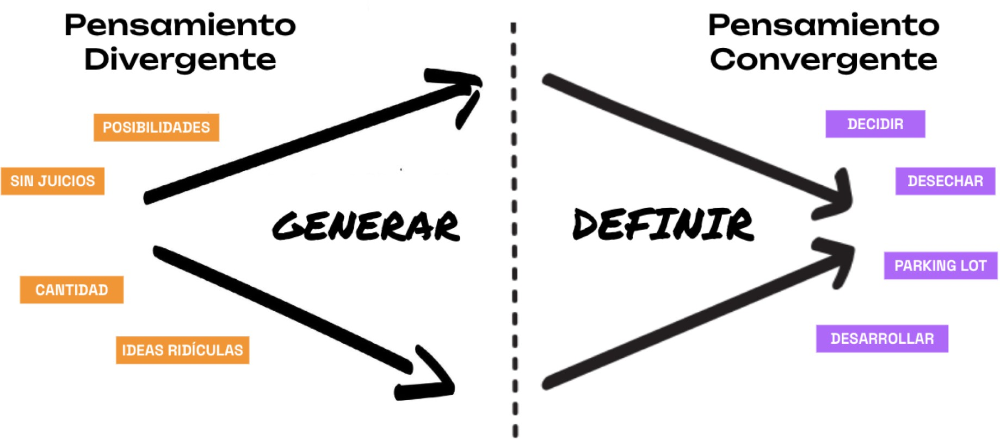 Pensamiento
Divergente
POSIBILIDADES
SIN JUICIOS
GENERAR
CANTIDAD
IDEAS RIDÍCULAS
Pensamiento
Convergente
DECIDIR
DESECHAR
DEFINIR
PARKING LOT
DESARROLLAR